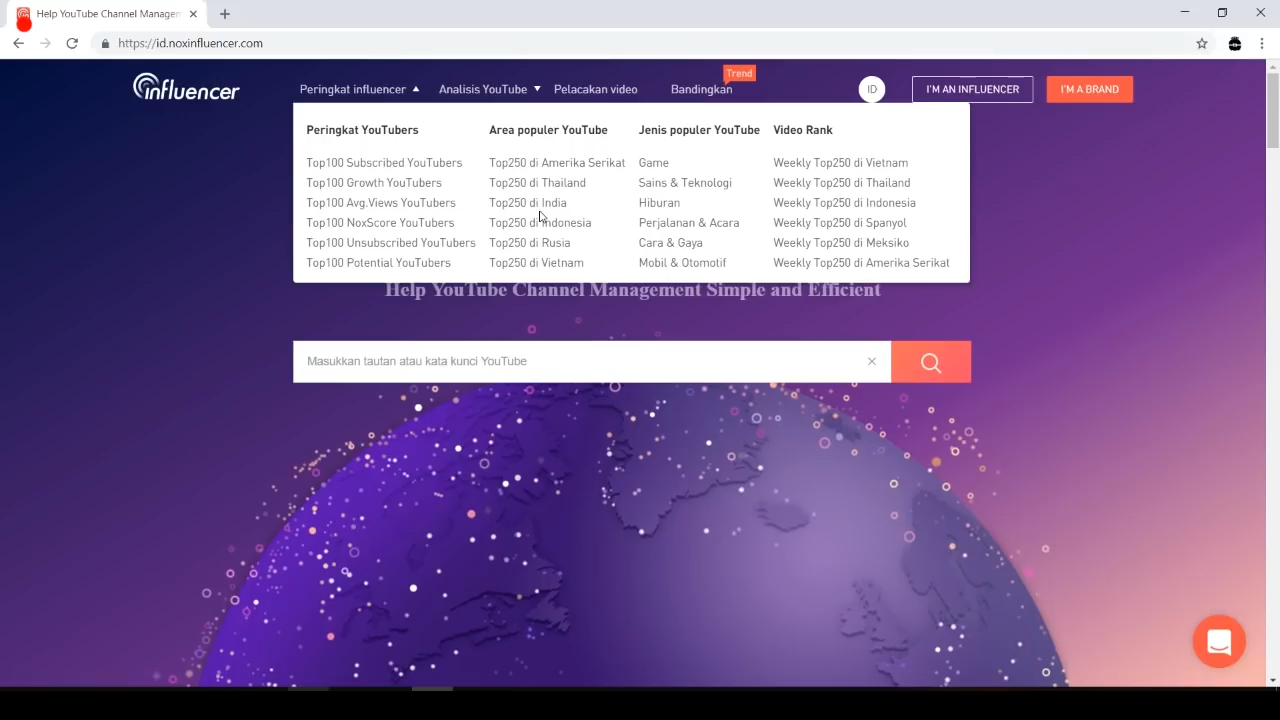 Help YouTube Channel Managem
https://id.noxinfluencer.com
influencer
Peringkat influencer
Analisis YouTube
Pelacakan video
Bandingkan
Trend
ID
I'M AN INFLUENCER
I'M A BRAND
Peringkat YouTubers
Top100 Subscribed YouTubers
Top100 Growth YouTubers
Top100 Avg.Views YouTubers
Top100 NoxScore YouTubers
Top100 Unsubscribed YouTubers
Top100 Potential YouTubers
Area populer YouTube
Top250 di Amerika Serikat
Top250 di Thailand
Top250 di India
Top250 di Indonesia
Top250 di Rusia
Top250 di Vietnam
Jenis populer YouTube
Game
Sains & Teknologi
Hiburan
Perjalanan & Acara
Cara & Gaya
Mobil & Otomotif
Video Rank
Weekly Top250 di Vietnam
Weekly Top250 di Thailand
Weekly Top250 di Indonesia
Weekly Top250 di Spanyol
Weekly Top250 di Meksiko
Weekly Top250 di Amerika Serikat
Help YouTube Channel Management Simple and Efficient
Masukkan tautan atau kata kunci YouTube